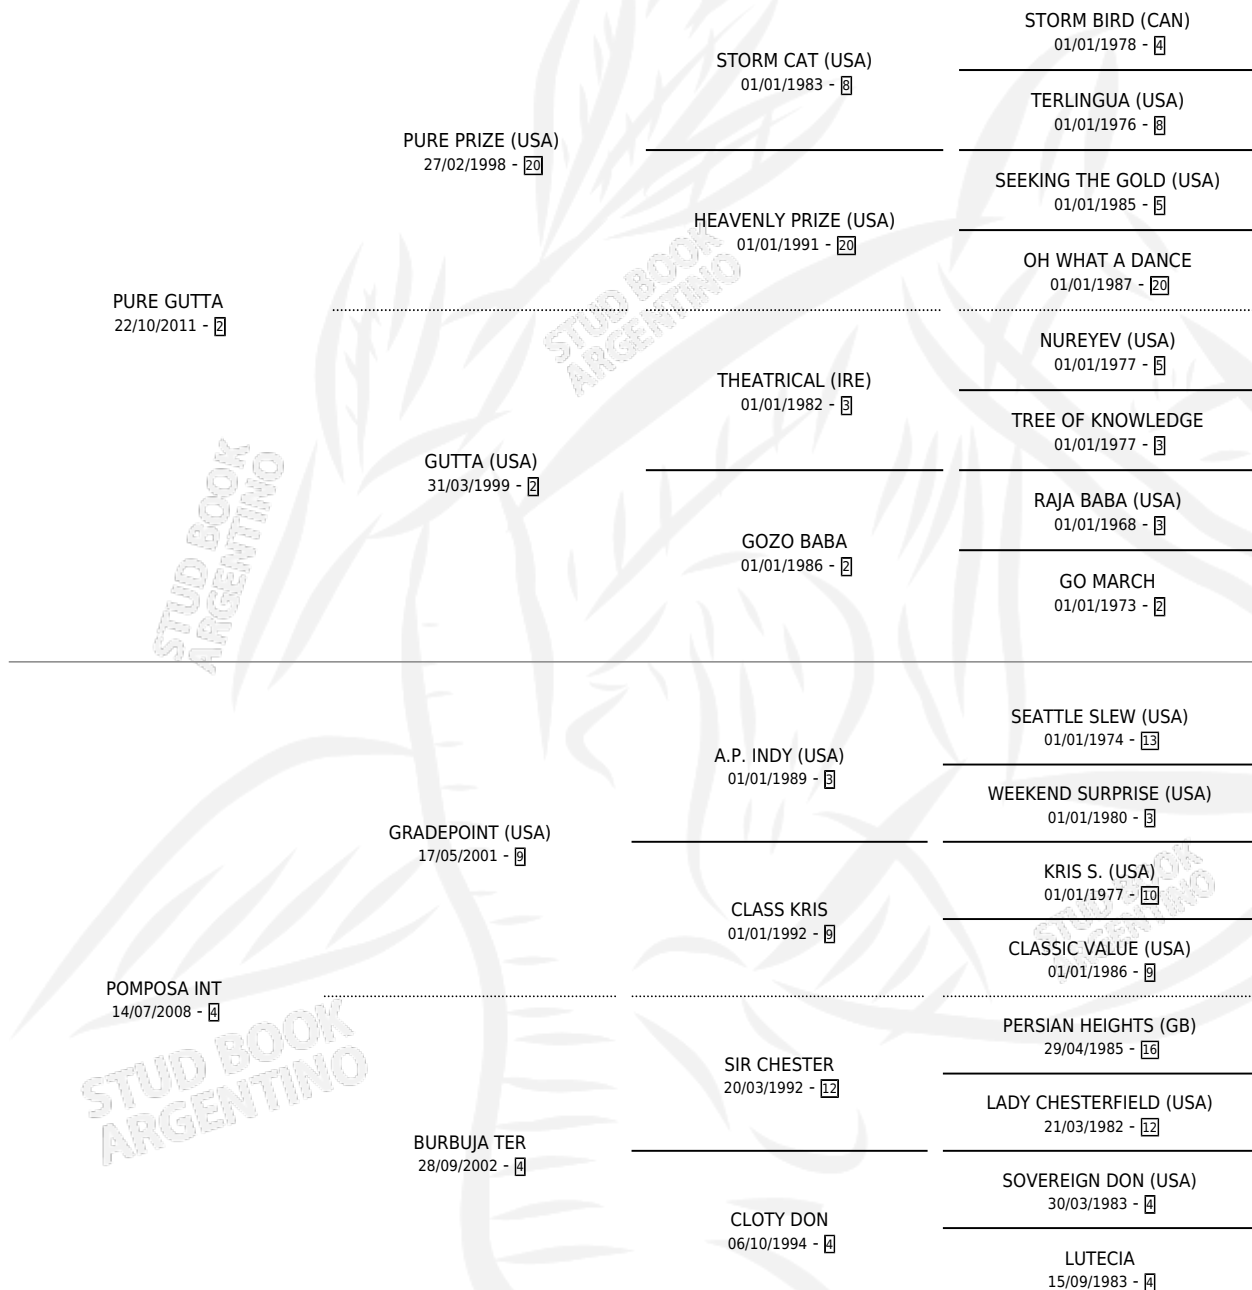 STORM BIRD (CAN)
01/01/1978 - 4
STORM CAT (USA)
01/01/1983 - 8
TERLINGUA (USA)
01/01/1976 - 8
PURE PRIZE (USA)
27/02/1998 - 20
SEEKING THE GOLD (USA)
01/01/1985 - 5
HEAVENLY PRIZE (USA)
01/01/1991 - 20
OH WHAT A DANCE
01/01/1987 - 20
PURE GUTTA
22/10/2011 - 2
NUREYEV (USA)
01/01/1977 - 5
THEATRICAL (IRE)
01/01/1982 - 3
TREE OF KNOWLEDGE
01/01/1977 - 3
GUTTA (USA)
31/03/1999 - 2
RAJA BABA (USA)
01/01/1968 - 3
GOZO BABA
01/01/1986 - 2
GO MARCH
01/01/1973 - 2
SEATTLE SLEW (USA)
01/01/1974 - 13
A.P. INDY (USA)
01/01/1989 - 3
WEEKEND SURPRISE (USA)
01/01/1980 - 3
GRADEPOINT (USA)
17/05/2001 - 9
KRIS S. (USA)
01/01/1977 - 10
CLASS KRIS
01/01/1992 - 9
CLASSIC VALUE (USA)
01/01/1986 - 9
POMPOSA INT
14/07/2008 - 4
PERSIAN HEIGHTS (GB)
29/04/1985 - 16
SIR CHESTER
20/03/1992 - 12
LADY CHESTERFIELD (USA)
21/03/1982 - 12
BURBUJA TER
28/09/2002 - 4
SOVEREIGN DON (USA)
30/03/1983 - 4
CLOTY DON
06/10/1994 - 4
LUTECIA
15/09/1983 - 4
STUD BOOK
ARGENTINO
STUD BOOK
ARGENTINO
STUD BOOK
ARGENTINO
STUD BOOK
ARGENTINO